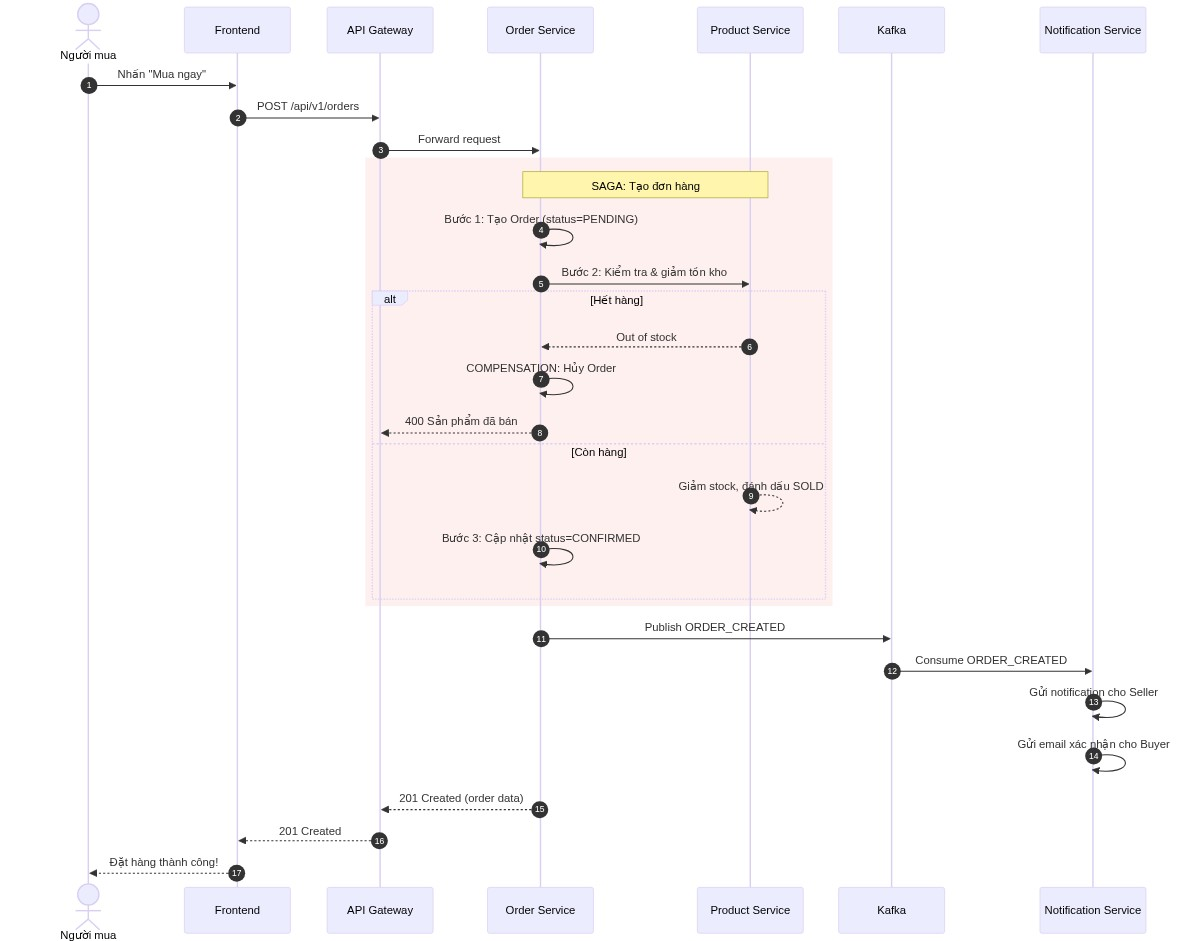 Người mua
Frontend
API Gateway
Order Service
Product Service
Kafka
Notification Service
Nhấn "Mua ngay"
1
POST /api/v1/orders
2
Forward request
3
SAGA: Tạo đơn hàng
Bước 1: Tạo Order (status=PENDING)
4
Bước 2: Kiểm tra & giảm tồn kho
5
alt
[Hết hàng]
Out of stock
6
COMPENSATION: Hủy Order
7
400 Sản phẩm đã bán
8
[Còn hàng]
Giảm stock, đánh dấu SOLD
9
Bước 3: Cập nhật status=CONFIRMED
10
Publish ORDER_CREATED
11
Consume ORDER_CREATED
12
Gửi notification cho Seller
13
Gửi email xác nhận cho Buyer
14
201 Created (order data)
15
201 Created
16
Đặt hàng thành công!
17
Người mua
Frontend
API Gateway
Order Service
Product Service
Kafka
Notification Service